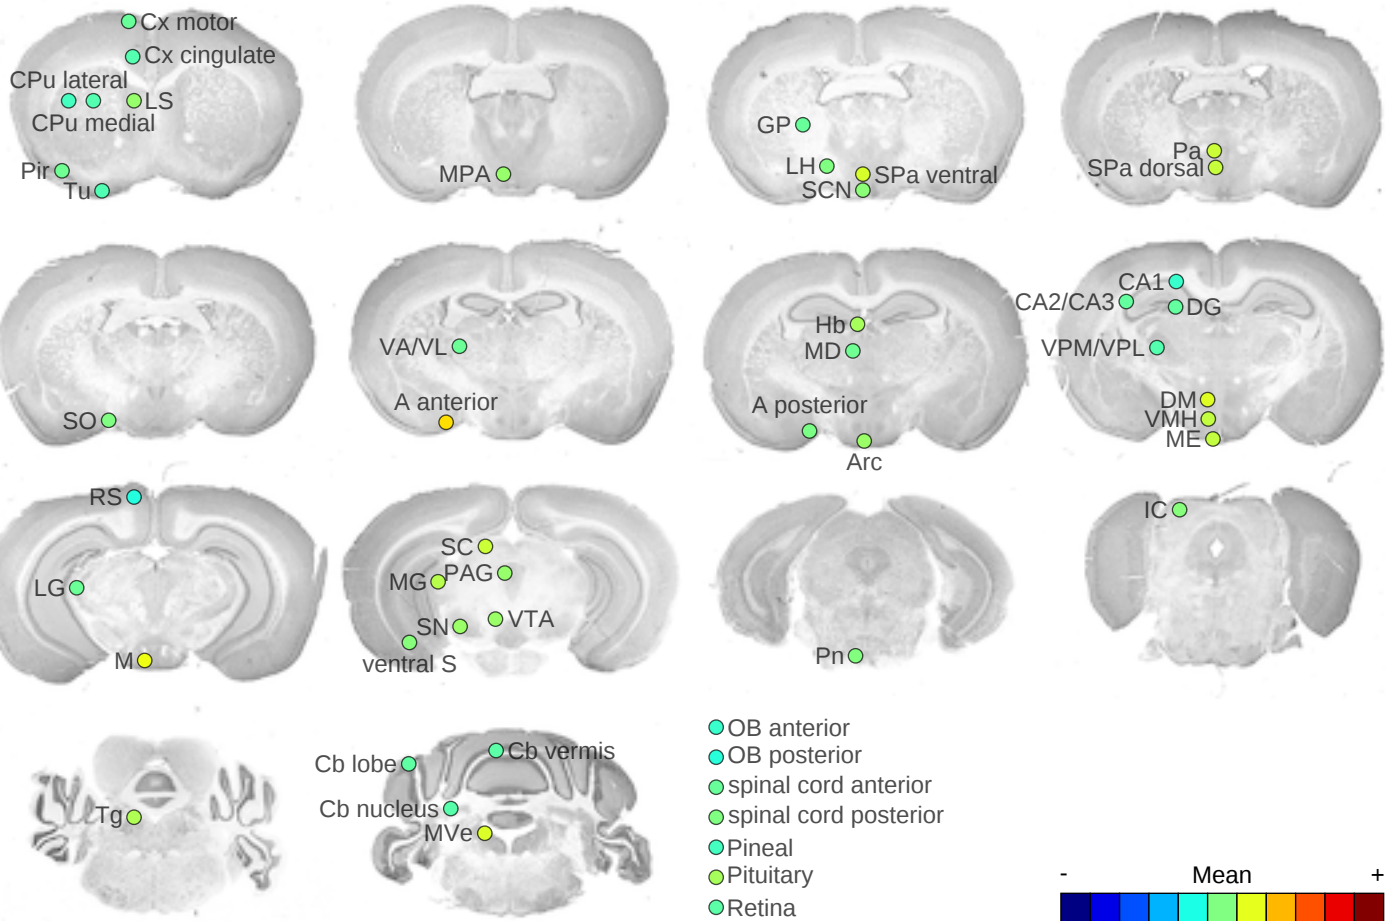 Cx motor
Cx cingulate
CPu lateral
LS
CPu medial
Pir
Tu
MPA
GP
LH
SPa ventral
SCN
Pa
SPa dorsal
SO
VA/VL
A anterior
Hb
MD
A posterior
Arc
CA1
CA2/CA3
DG
VPM/VPL
DM
VMH
ME
RS
LG
M
SC
MG
PAG
SN
VTA
ventral S
Pn
IC
Tg
Cb lobe
Cb vermis
Cb nucleus
MVe
OB anterior
OB posterior
spinal cord anterior
spinal cord posterior
Pineal
Pituitary
Retina
- Mean +